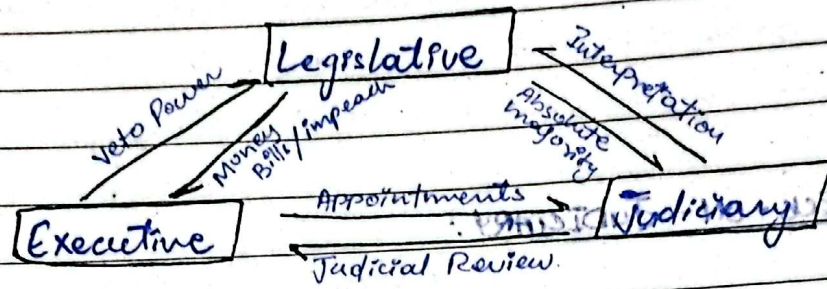 Legislative
Veto Power
Money
Bills/impeach
Interpretation
Absolute
majority
Executive
Appointments
Judiciary
Judicial Review.